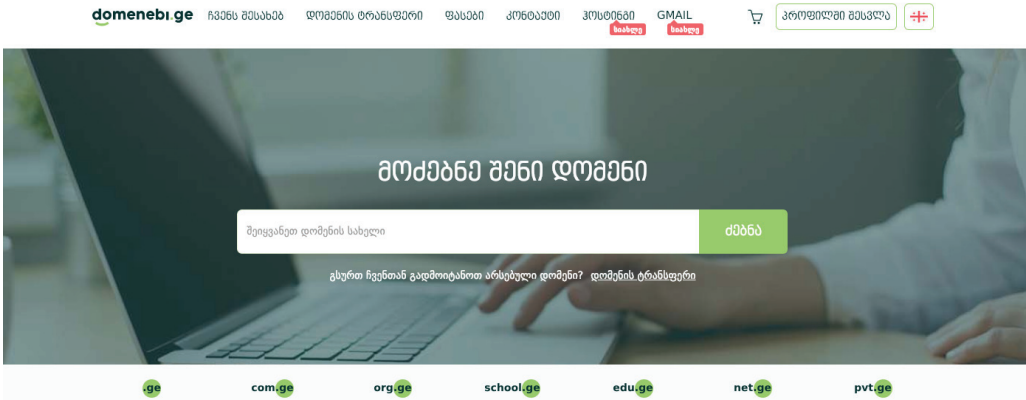 domenebi.ge ჩვენს შესახებ დომენის ტრანსფერი ფასები კონტაქტი ჰოსტინგი GMAIL პროფილში შესვლა
სიახლე სიახლე
მოძებნე შენი დომენი
შეიყვანეთ დომენის სახელი ძებნა
გსურთ ჩვენთან გადმოიტანოთ არსებული დომენი? დომენის ტრანსფერი
.ge com.ge org.ge school.ge edu.ge net.ge pvt.ge